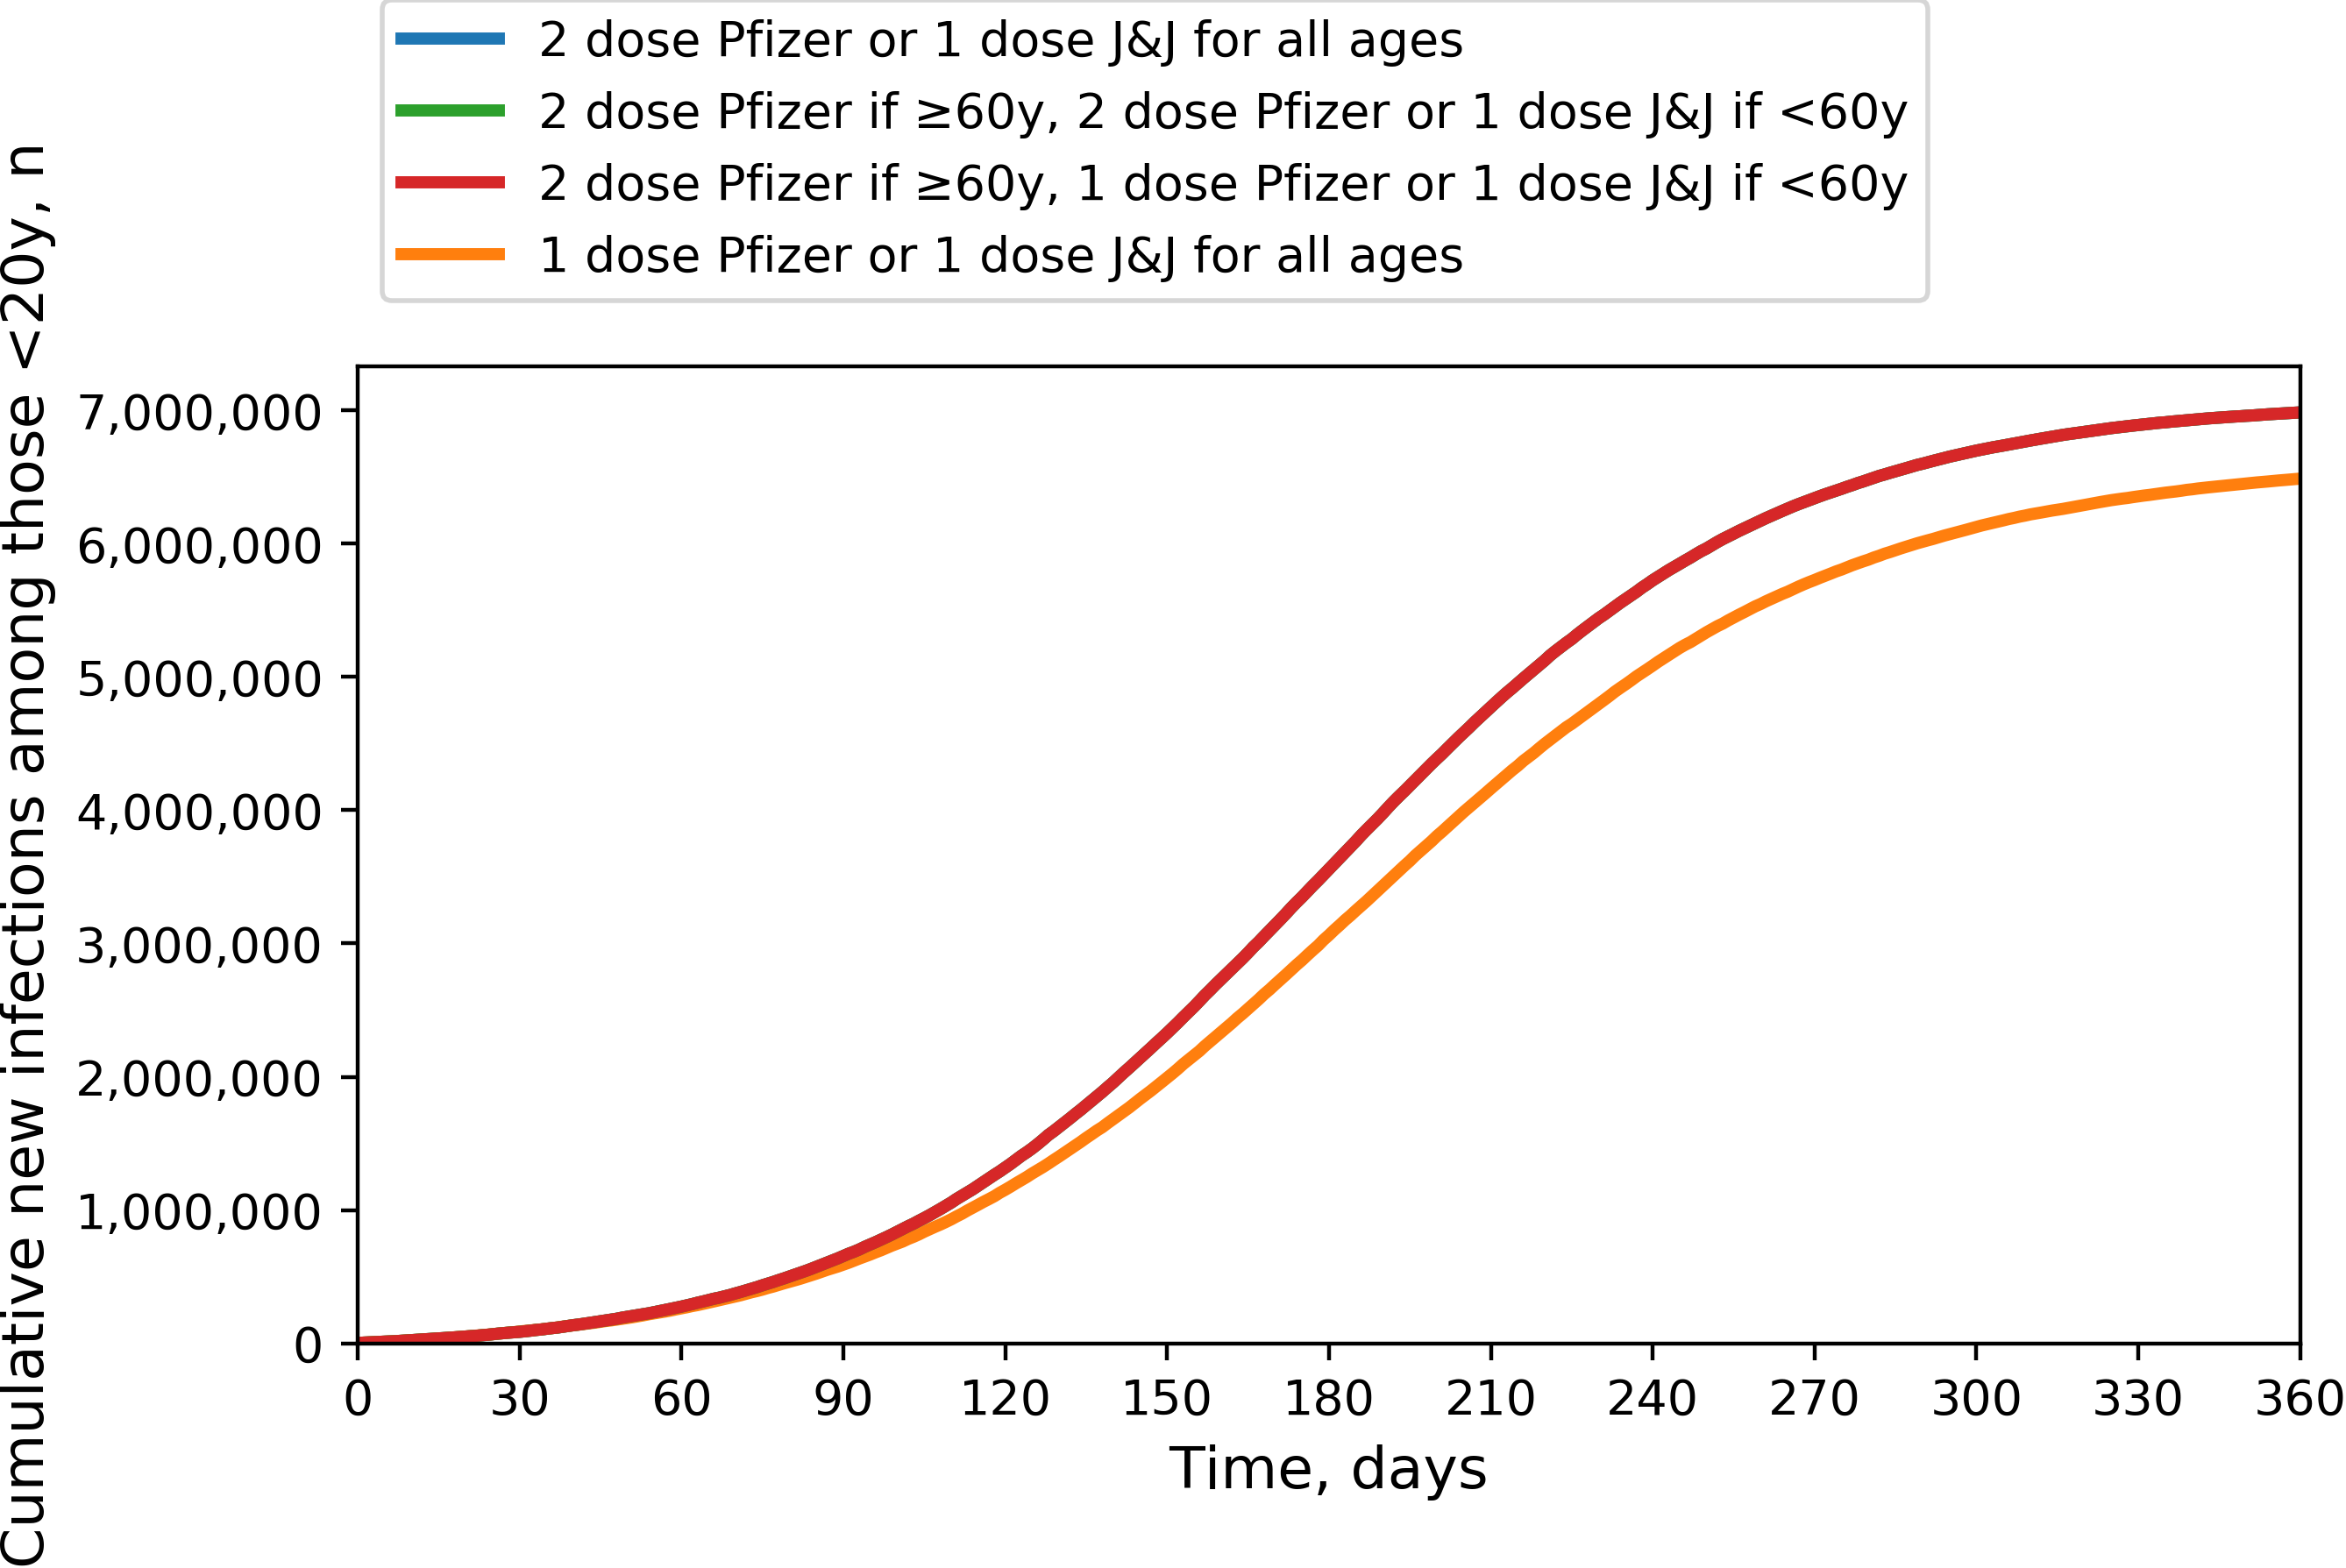 2 dose Pfizer or 1 dose J&J for all ages
2 dose Pfizer if ≥60y, 2 dose Pfizer or 1 dose J&J if <60y
2 dose Pfizer if ≥60y, 1 dose Pfizer or 1 dose J&J if <60y
1 dose Pfizer or 1 dose J&J for all ages
Cumulative new infections among those <20y, n
7,000,000
6,000,000
5,000,000
4,000,000
3,000,000
2,000,000
1,000,000
0
0 30 60 90 120 150 180 210 240 270 300 330 360
Time, days